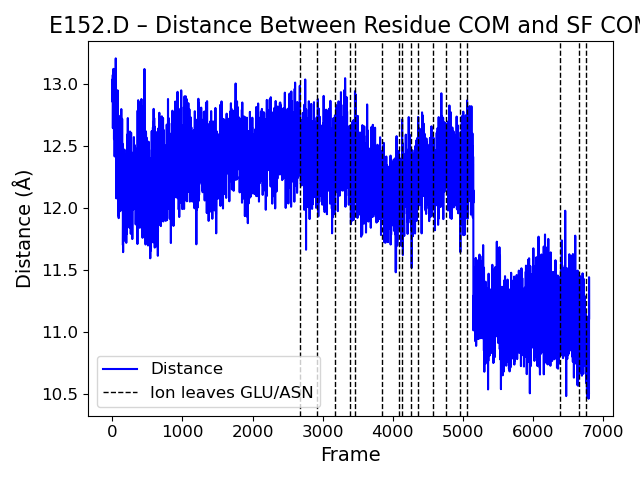 E152.D – Distance Between Residue COM and SF COM
13.0
12.5
12.0
11.5
11.0
10.5
Distance (Å)
Distance
Ion leaves GLU/ASN
0 1000 2000 3000 4000 5000 6000 7000
Frame